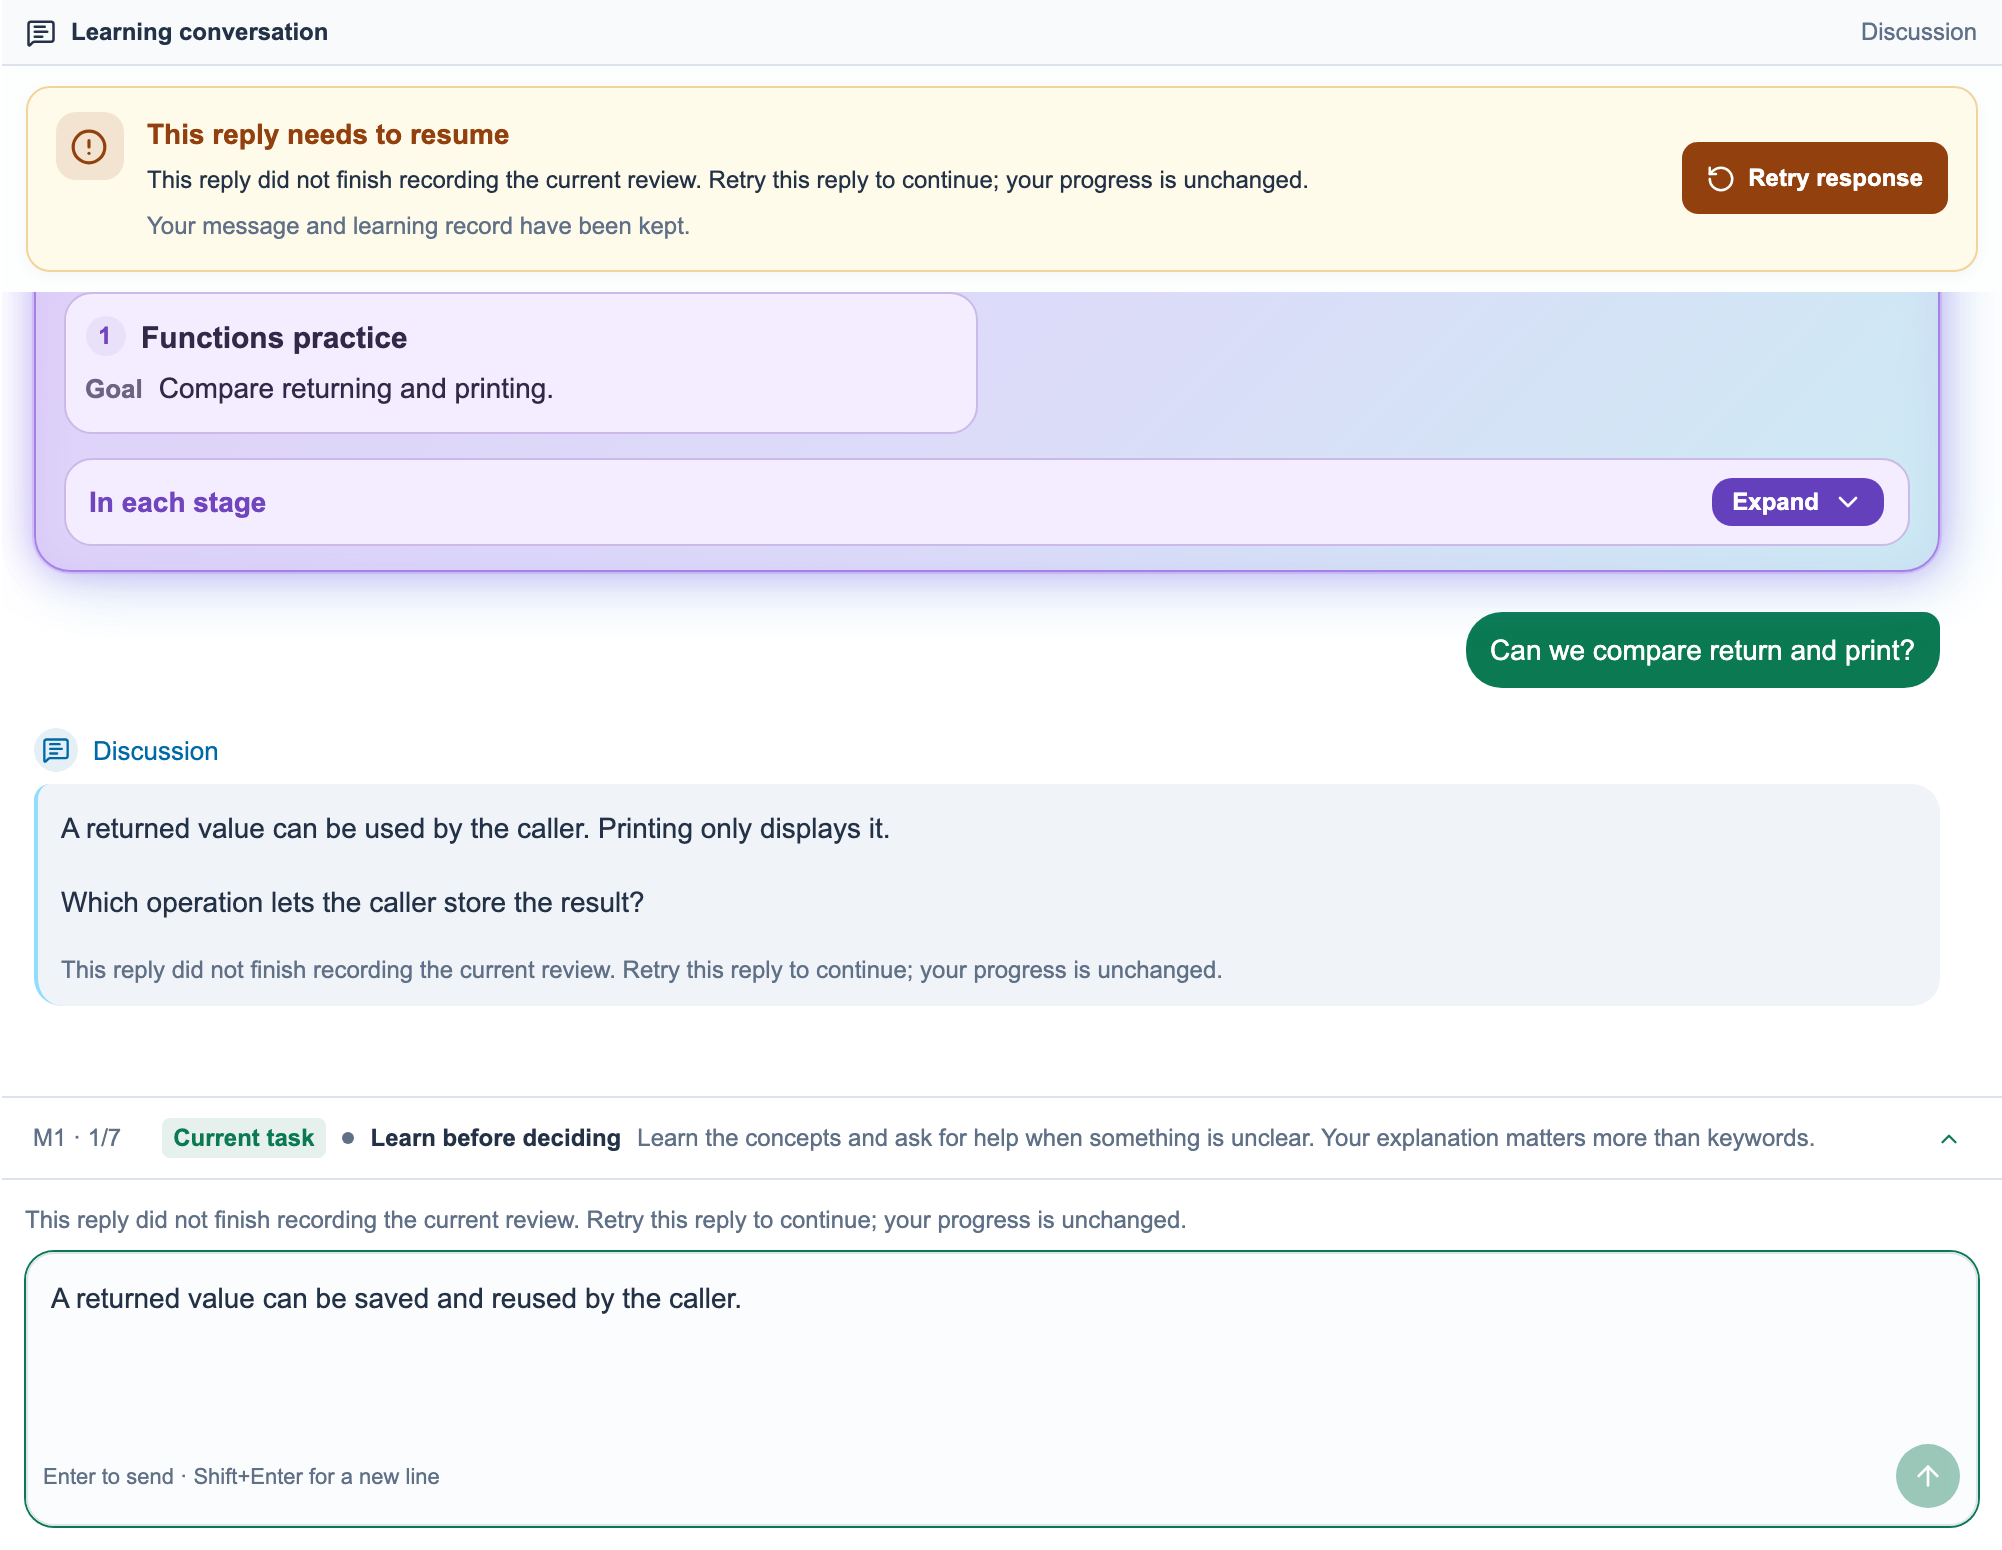 Learning conversation
Discussion
This reply needs to resume
This reply did not finish recording the current review. Retry this reply to continue; your progress is unchanged.
Your message and learning record have been kept.
Retry response
1 Functions practice
Goal Compare returning and printing.
In each stage
Expand
Can we compare return and print?
Discussion
A returned value can be used by the caller. Printing only displays it.
Which operation lets the caller store the result?
This reply did not finish recording the current review. Retry this reply to continue; your progress is unchanged.
M1 · 1/7 Current task • Learn before deciding Learn the concepts and ask for help when something is unclear. Your explanation matters more than keywords.
This reply did not finish recording the current review. Retry this reply to continue; your progress is unchanged.
A returned value can be saved and reused by the caller.
Enter to send · Shift+Enter for a new line